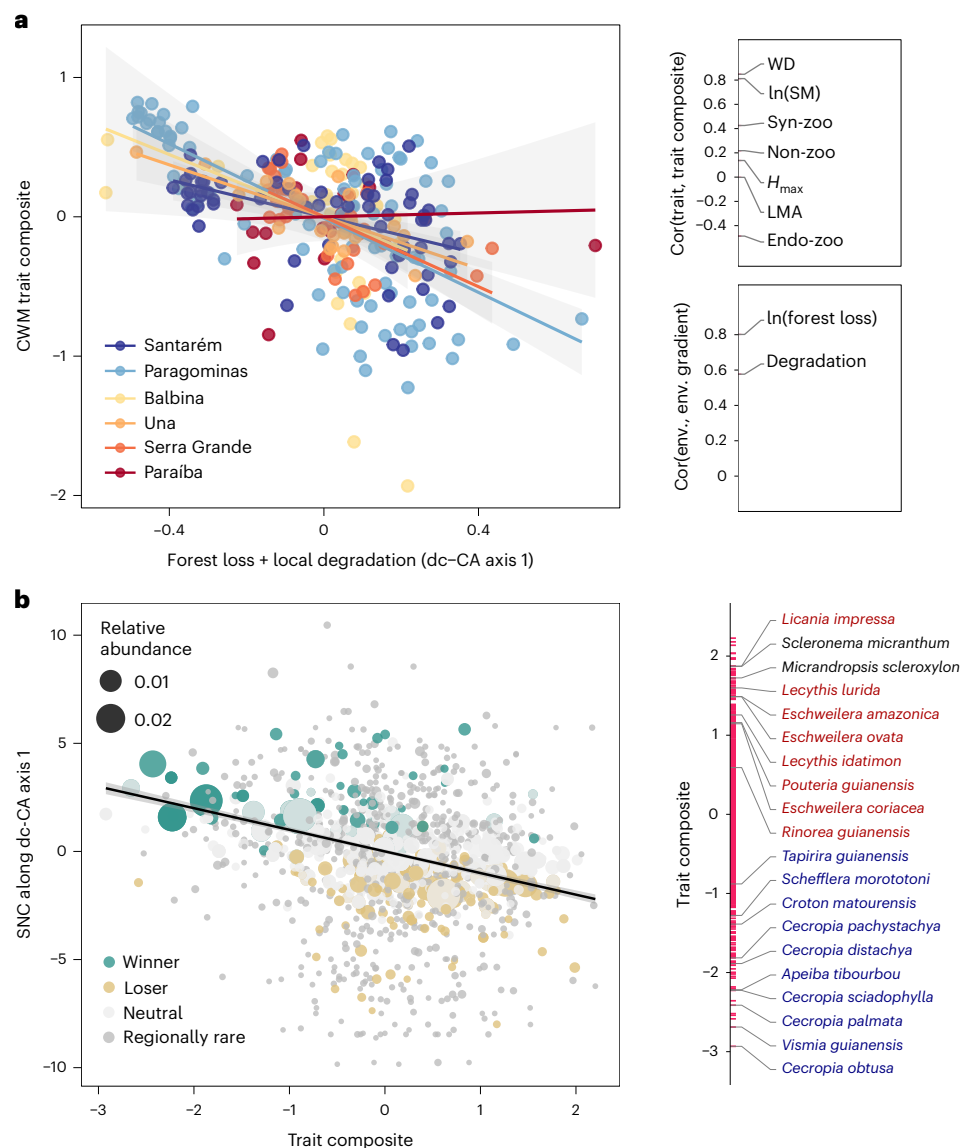 a
1
0
−1
−2
CWM trait composite
Santarém
Paragominas
Balbina
Una
Serra Grande
Paraíba
−0.4
0
0.4
Forest loss + local degradation (dc–CA axis 1)
Cor(trait, trait composite)
0.8
0.6
0.4
0.2
0
−0.2
−0.4
WD
ln(SM)
Syn-zoo
Non-zoo
Hmax
LMA
Endo-zoo
Cor(env., env. gradient)
0.8
0.6
0.4
0.2
0
ln(forest loss)
Degradation
b
10
5
0
−5
−10
SNC along dc-CA axis 1
Relative
abundance
0.01
0.02
Winner
Loser
Neutral
Regionally rare
−3
−2
−1
0
1
2
Trait composite
Trait composite
2
1
0
−1
−2
−3
Licania impressa
Scleronema micranthum
Micrandropsis scleroxylon
Lecythis lurida
Eschweilera amazonica
Eschweilera ovata
Lecythis idatimon
Pouteria guianensis
Eschweilera coriacea
Rinorea guianensis
Tapirira guianensis
Schefflera morototoni
Croton matourensis
Cecropia pachystachya
Cecropia distachya
Apeiba tibourbou
Cecropia sciadophylla
Cecropia palmata
Vismia guianensis
Cecropia obtusa